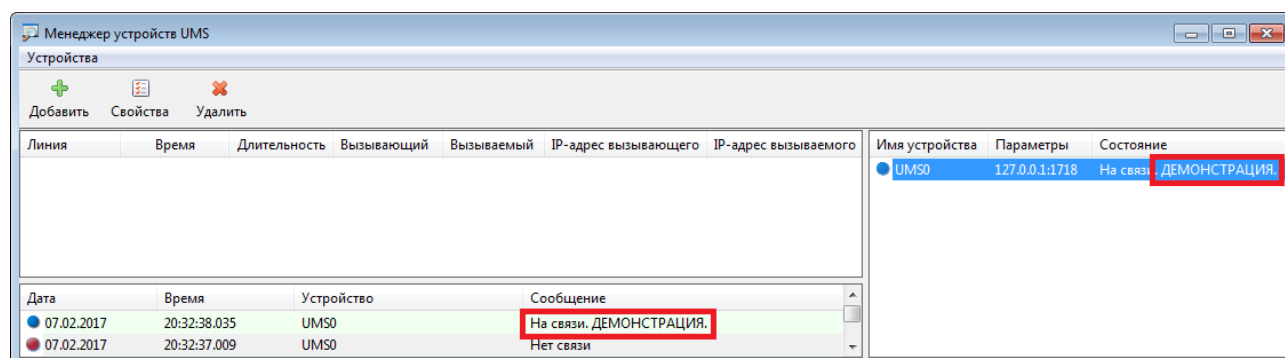 Менеджер устройств UMS
Устройства
Добавить Свойства Удалить
Линия Время Длительность Вызывающий Вызываемый IP-адрес вызывающего IP-адрес вызываемого
Имя устройства Параметры Состояние
UMS0 127.0.0.1:1718 На связи. ДЕМОНСТРАЦИЯ.
Дата Время Устройство Сообщение
07.02.2017 20:32:38.035 UMS0 На связи. ДЕМОНСТРАЦИЯ.
07.02.2017 20:32:37.009 UMS0 Нет связи